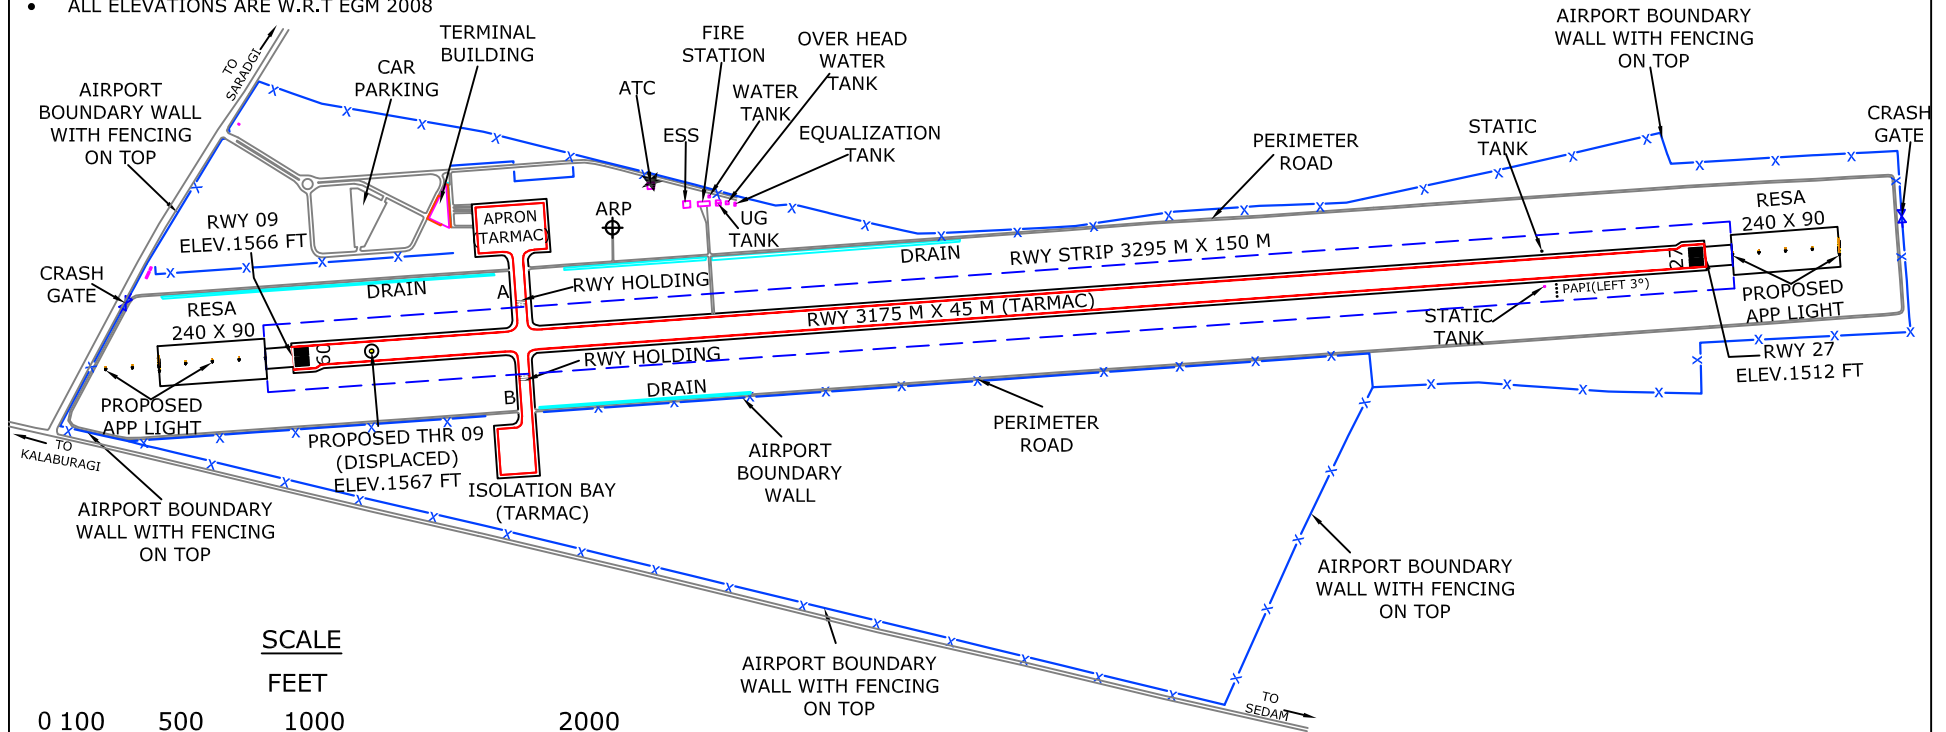 • ALL ELEVATIONS ARE W.R.T EGM 2008
TO
SARADGI
AIRPORT
BOUNDARY WALL
WITH FENCING
ON TOP
CAR
PARKING
TERMINAL
BUILDING
ATC
ESS
FIRE
STATION
WATER
TANK
OVER HEAD
WATER
TANK
EQUALIZATION
TANK
UG
TANK
AIRPORT BOUNDARY
WALL WITH FENCING
ON TOP
CRASH
GATE
STATIC
TANK
PERIMETER
ROAD
RESA
240 X 90
RWY 09
ELEV.1566 FT
APRON
(TARMAC)
ARP
CRASH
GATE
DRAIN
RESA
240 X 90
A
RWY HOLDING
DRAIN
RWY STRIP 3295 M X 150 M
RWY 3175 M X 45 M (TARMAC)
27
PAPI(LEFT 3°)
STATIC
TANK
PROPOSED
APP LIGHT
RWY 27
ELEV.1512 FT
09
RWY HOLDING
B
DRAIN
PROPOSED
APP LIGHT
TO
KALABURAGI
PROPOSED THR 09
(DISPLACED)
ELEV.1567 FT
ISOLATION BAY
(TARMAC)
AIRPORT
BOUNDARY
WALL
PERIMETER
ROAD
AIRPORT BOUNDARY
WALL WITH FENCING
ON TOP
AIRPORT BOUNDARY
WALL WITH FENCING
ON TOP
AIRPORT BOUNDARY
WALL WITH FENCING
ON TOP
TO
SEDAM
SCALE
FEET
0 100 500 1000 2000